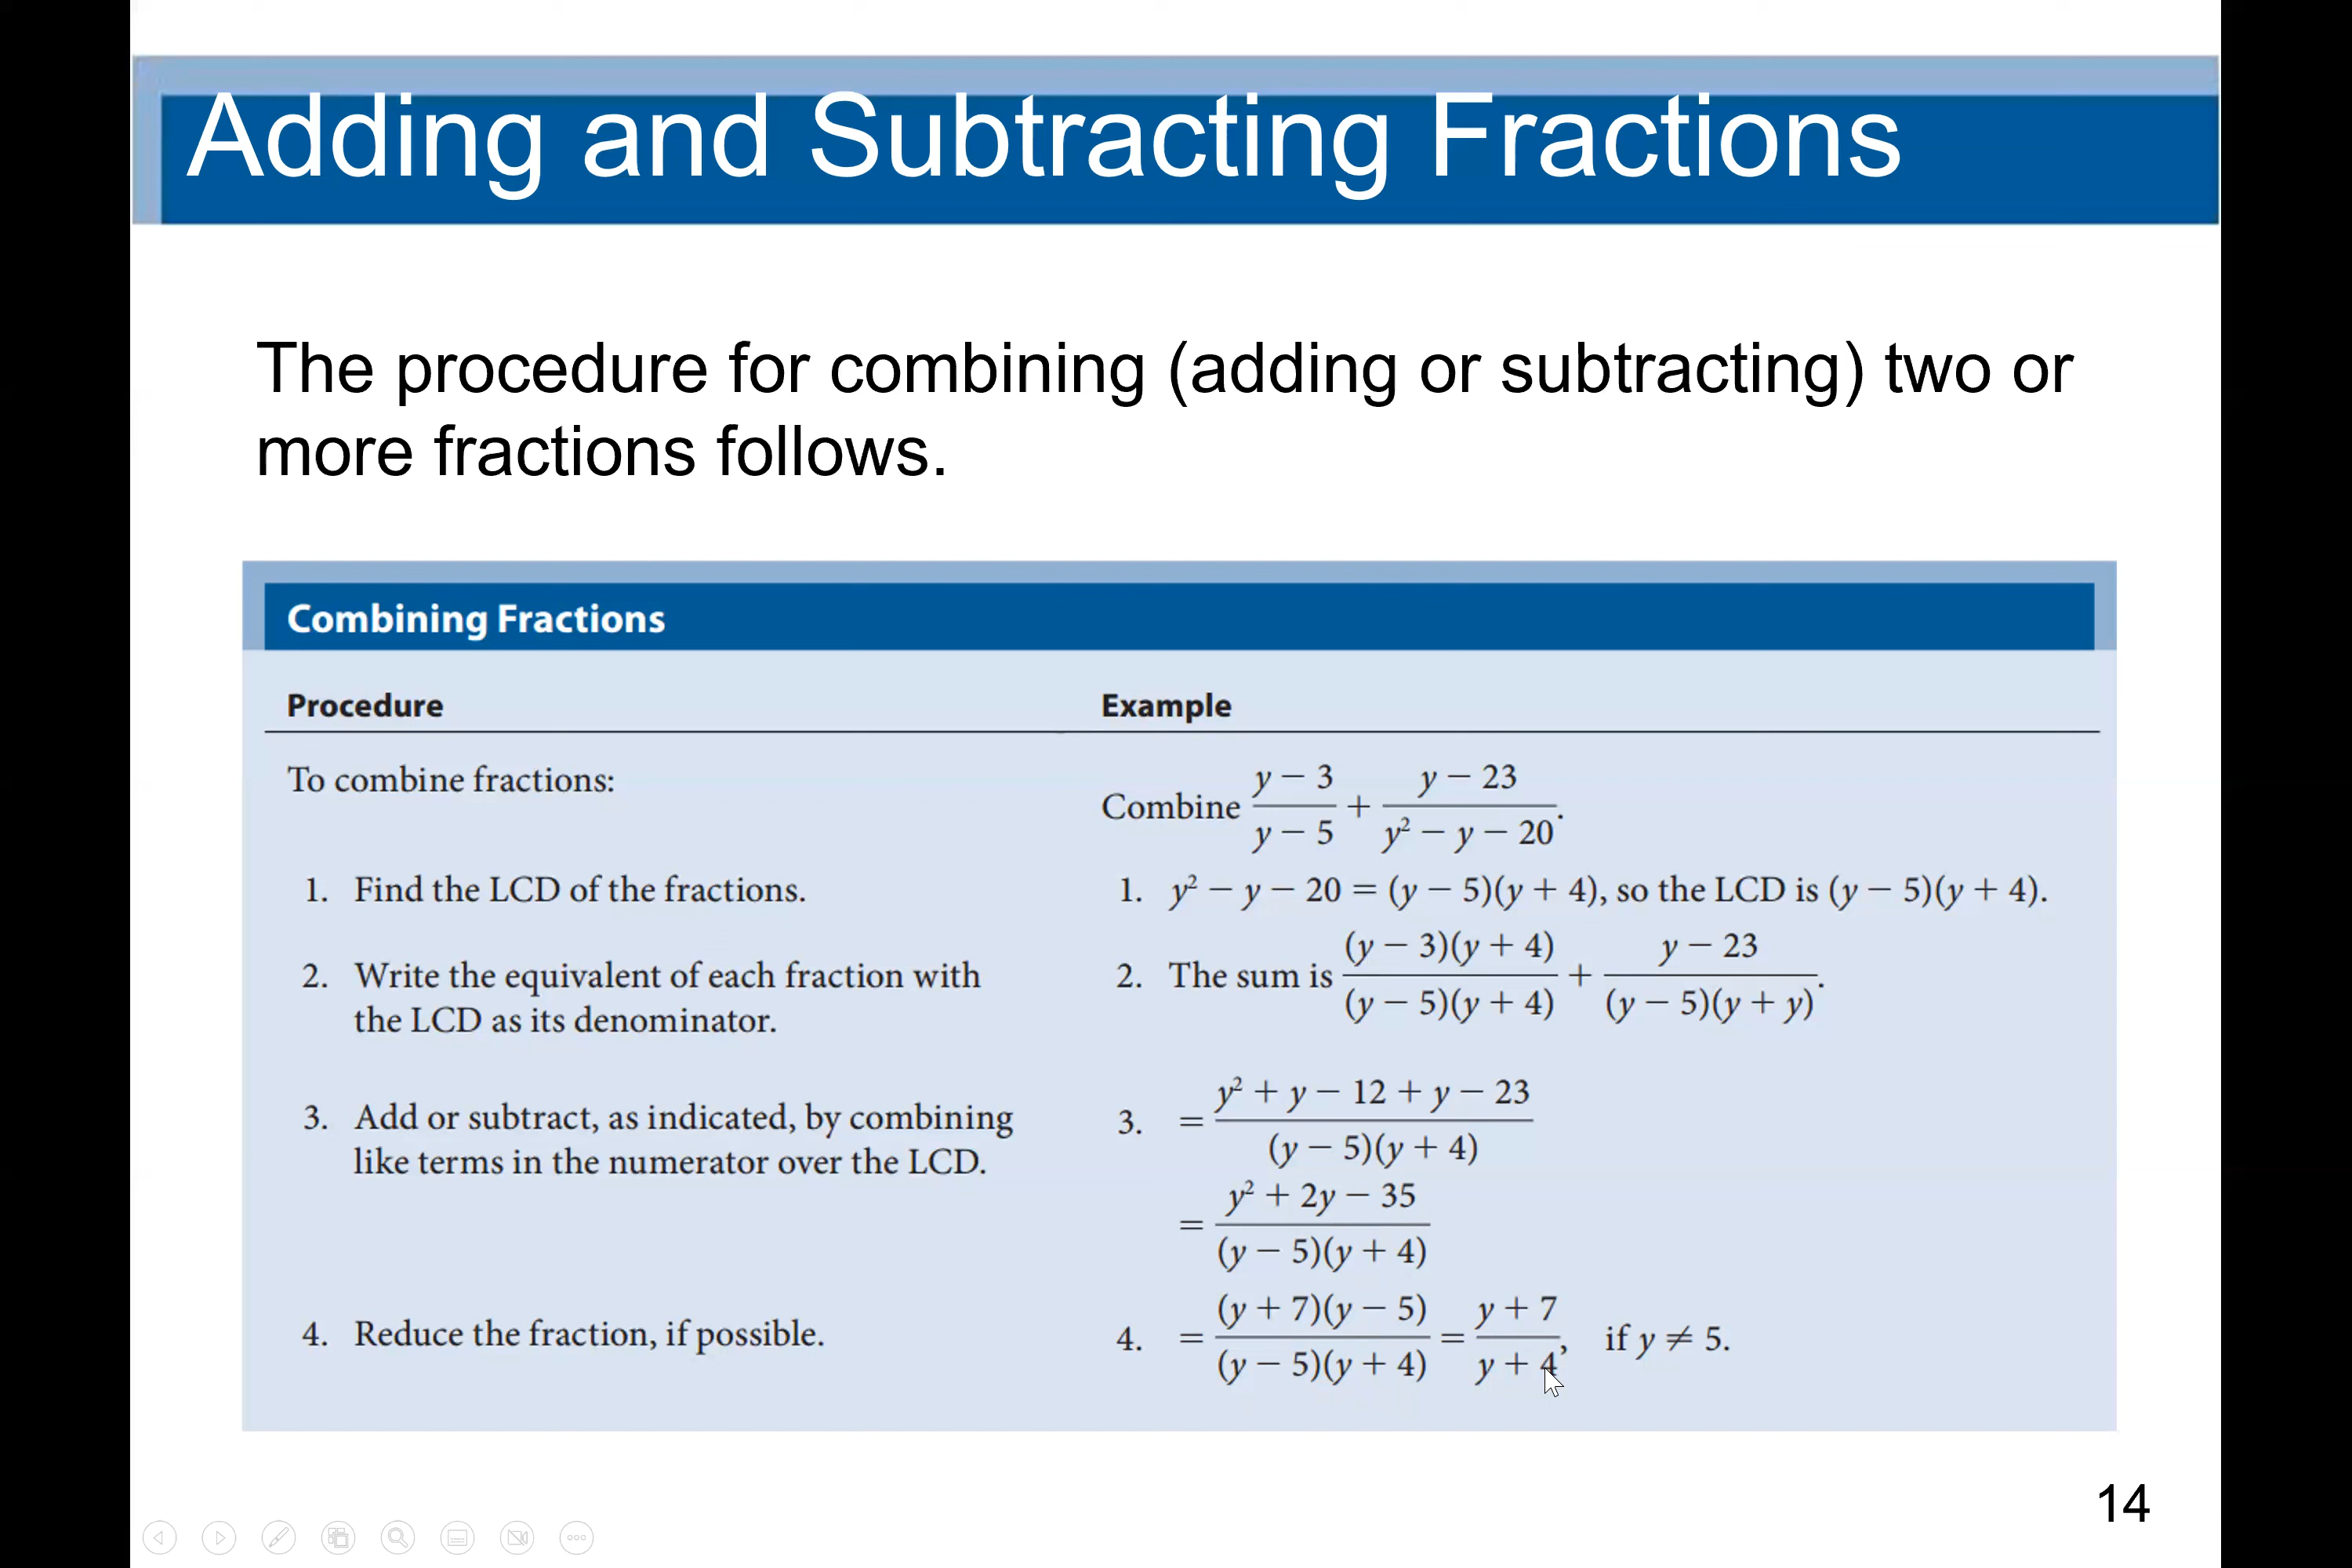 Adding and Subtracting Fractions
The procedure for combining (adding or subtracting) two or
more fractions follows.
Combining Fractions
Procedure
Example
To combine fractions:
Combine (y − 3)/(y − 5) + (y − 23)/(y² − y − 20).
1. Find the LCD of the fractions.
1. y² − y − 20 = (y − 5)(y + 4), so the LCD is (y − 5)(y + 4).
2. Write the equivalent of each fraction with
the LCD as its denominator.
2. The sum is (y − 3)(y + 4)/(y − 5)(y + 4) + (y − 23)/(y − 5)(y + y).
3. Add or subtract, as indicated, by combining
like terms in the numerator over the LCD.
3. = (y² + y − 12 + y − 23)/(y − 5)(y + 4)
= (y² + 2y − 35)/(y − 5)(y + 4)
4. Reduce the fraction, if possible.
4. = (y + 7)(y − 5)/(y − 5)(y + 4) = (y + 7)/(y + 4), if y ≠ 5.
14